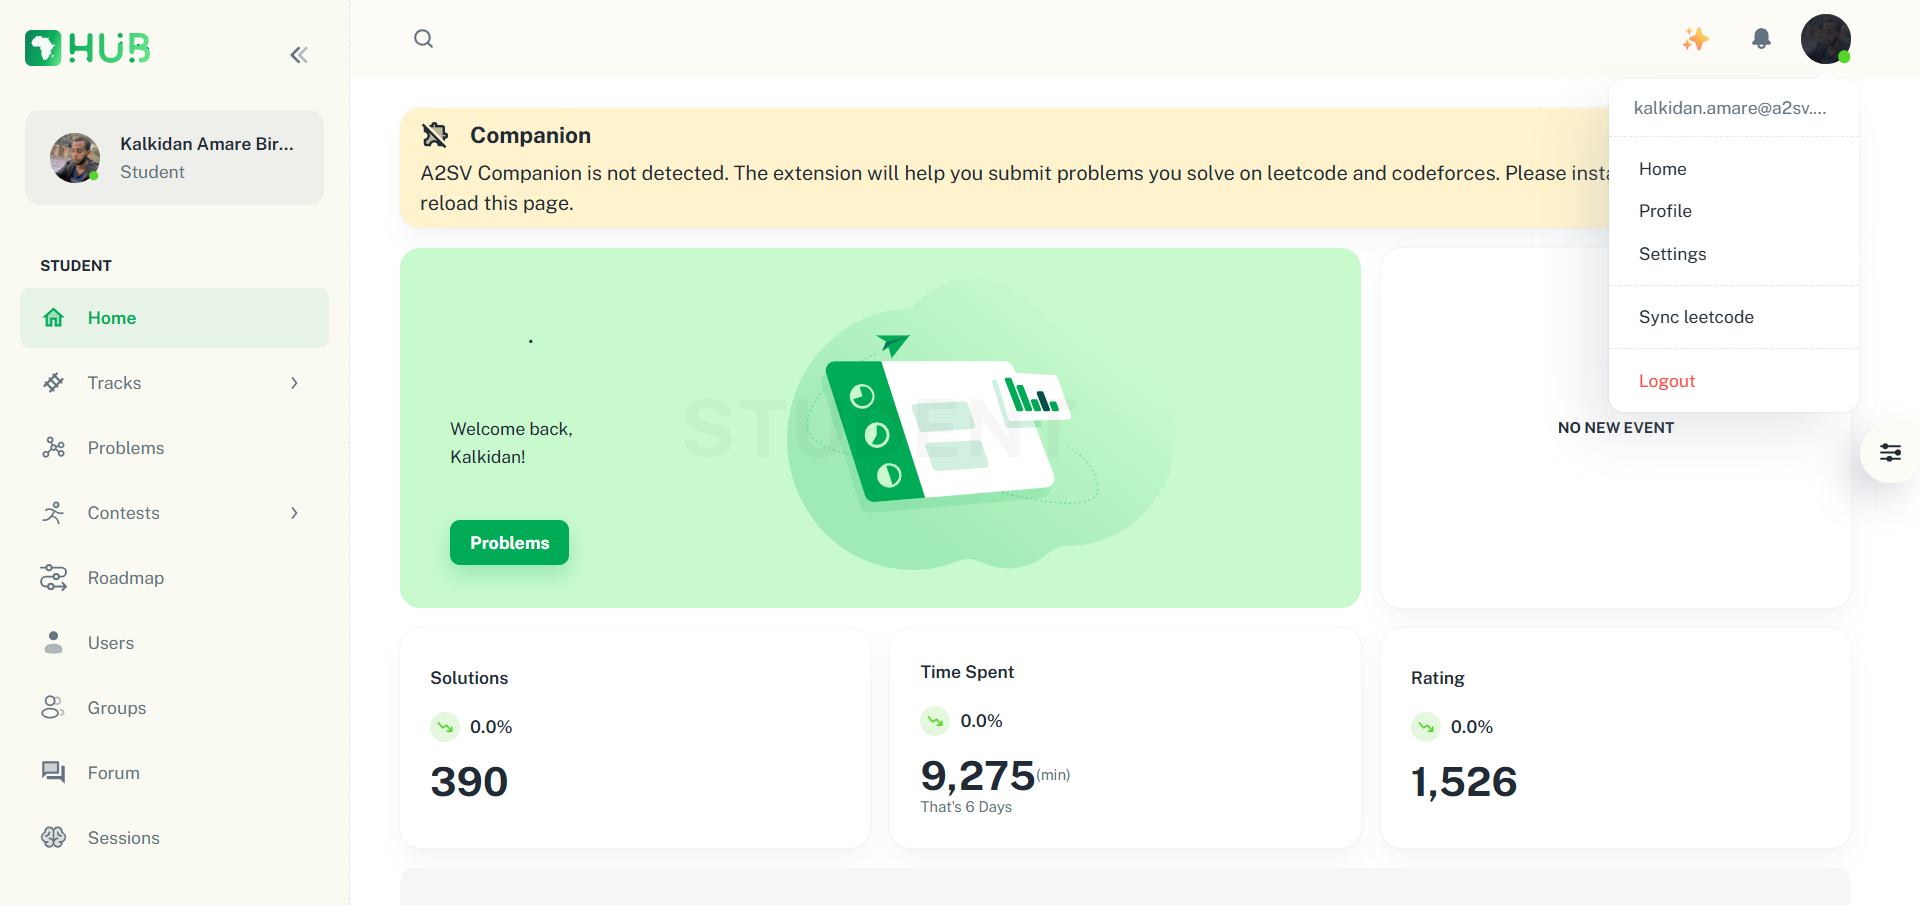 HUB
Kalkidan Amare Bir...
Student
STUDENT
Home
Tracks
Problems
Contests
Roadmap
Users
Groups
Forum
Sessions
kalkidan.amare@a2sv....
Home
Profile
Settings
Sync leetcode
Logout
Companion
A2SV Companion is not detected. The extension will help you submit problems you solve on leetcode and codeforces. Please insta
reload this page.
STUDENT
Welcome back,
Kalkidan!
Problems
NO NEW EVENT
Solutions
0.0%
390
Time Spent
0.0%
9,275(min)
That's 6 Days
Rating
0.0%
1,526